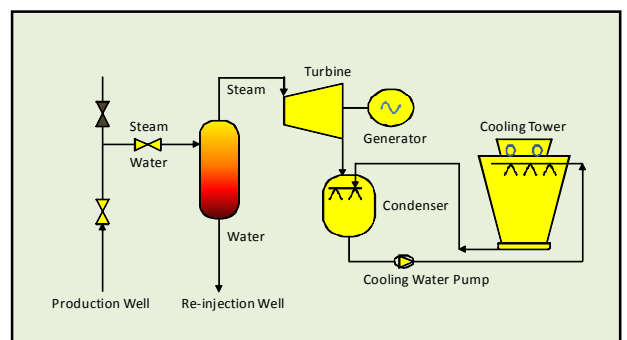 Turbine
Steam
Generator
Cooling Tower
Steam
Water
Condenser
Water
Cooling Water Pump
Production Well
Re-injection Well